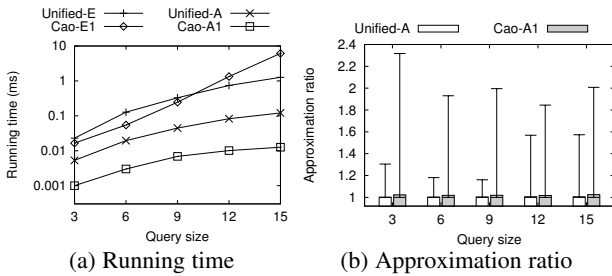 Unified-E
Unified-A
Cao-E1
Cao-A1
Running time (ms)
10
1
0.1
0.01
0.001
3 6 9 12 15
Query size
(a) Running time
Unified-A
Cao-A1
Approximation ratio
2.4
2.2
2
1.8
1.6
1.4
1.2
1
3 6 9 12 15
Query size
(b) Approximation ratio